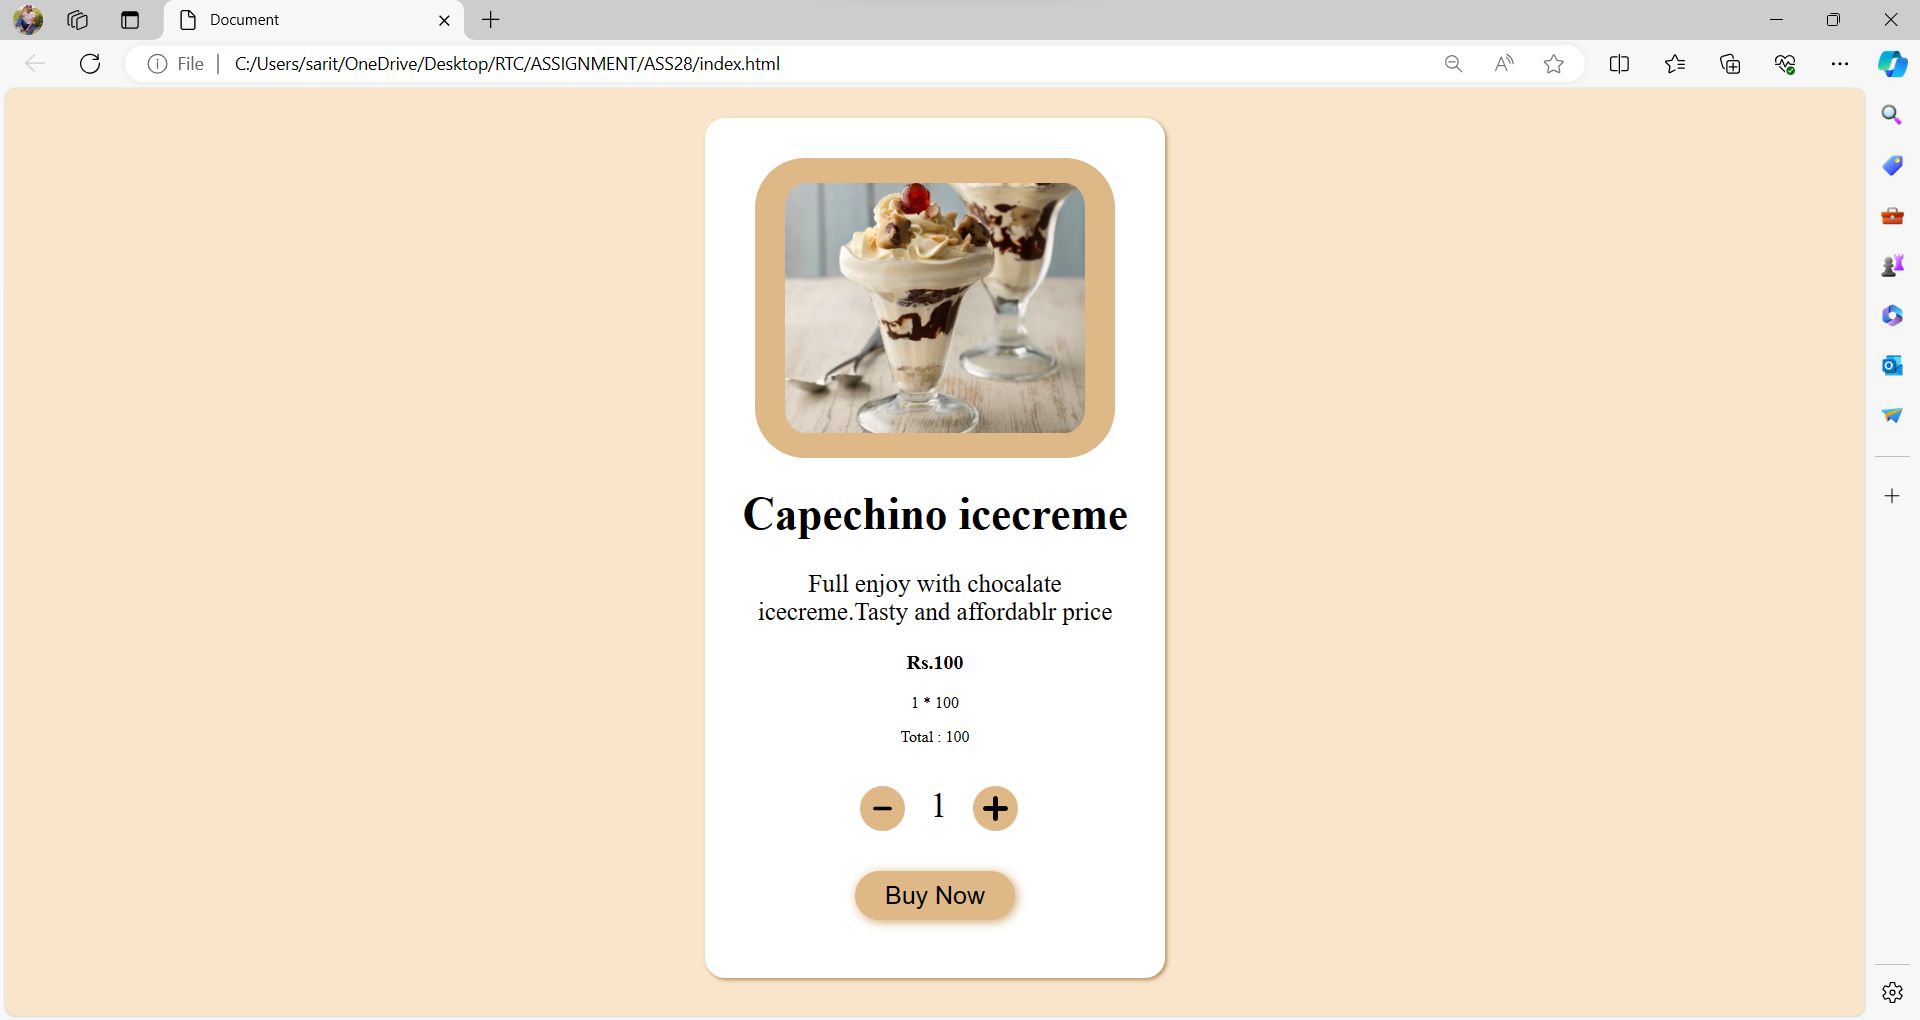 Document
File
C:/Users/sarit/OneDrive/Desktop/RTC/ASSIGNMENT/ASS28/index.html
Capechino icecreme
Full enjoy with chocalate
icecreme.Tasty and affordablr price
Rs.100
1 * 100
Total : 100
1
Buy Now